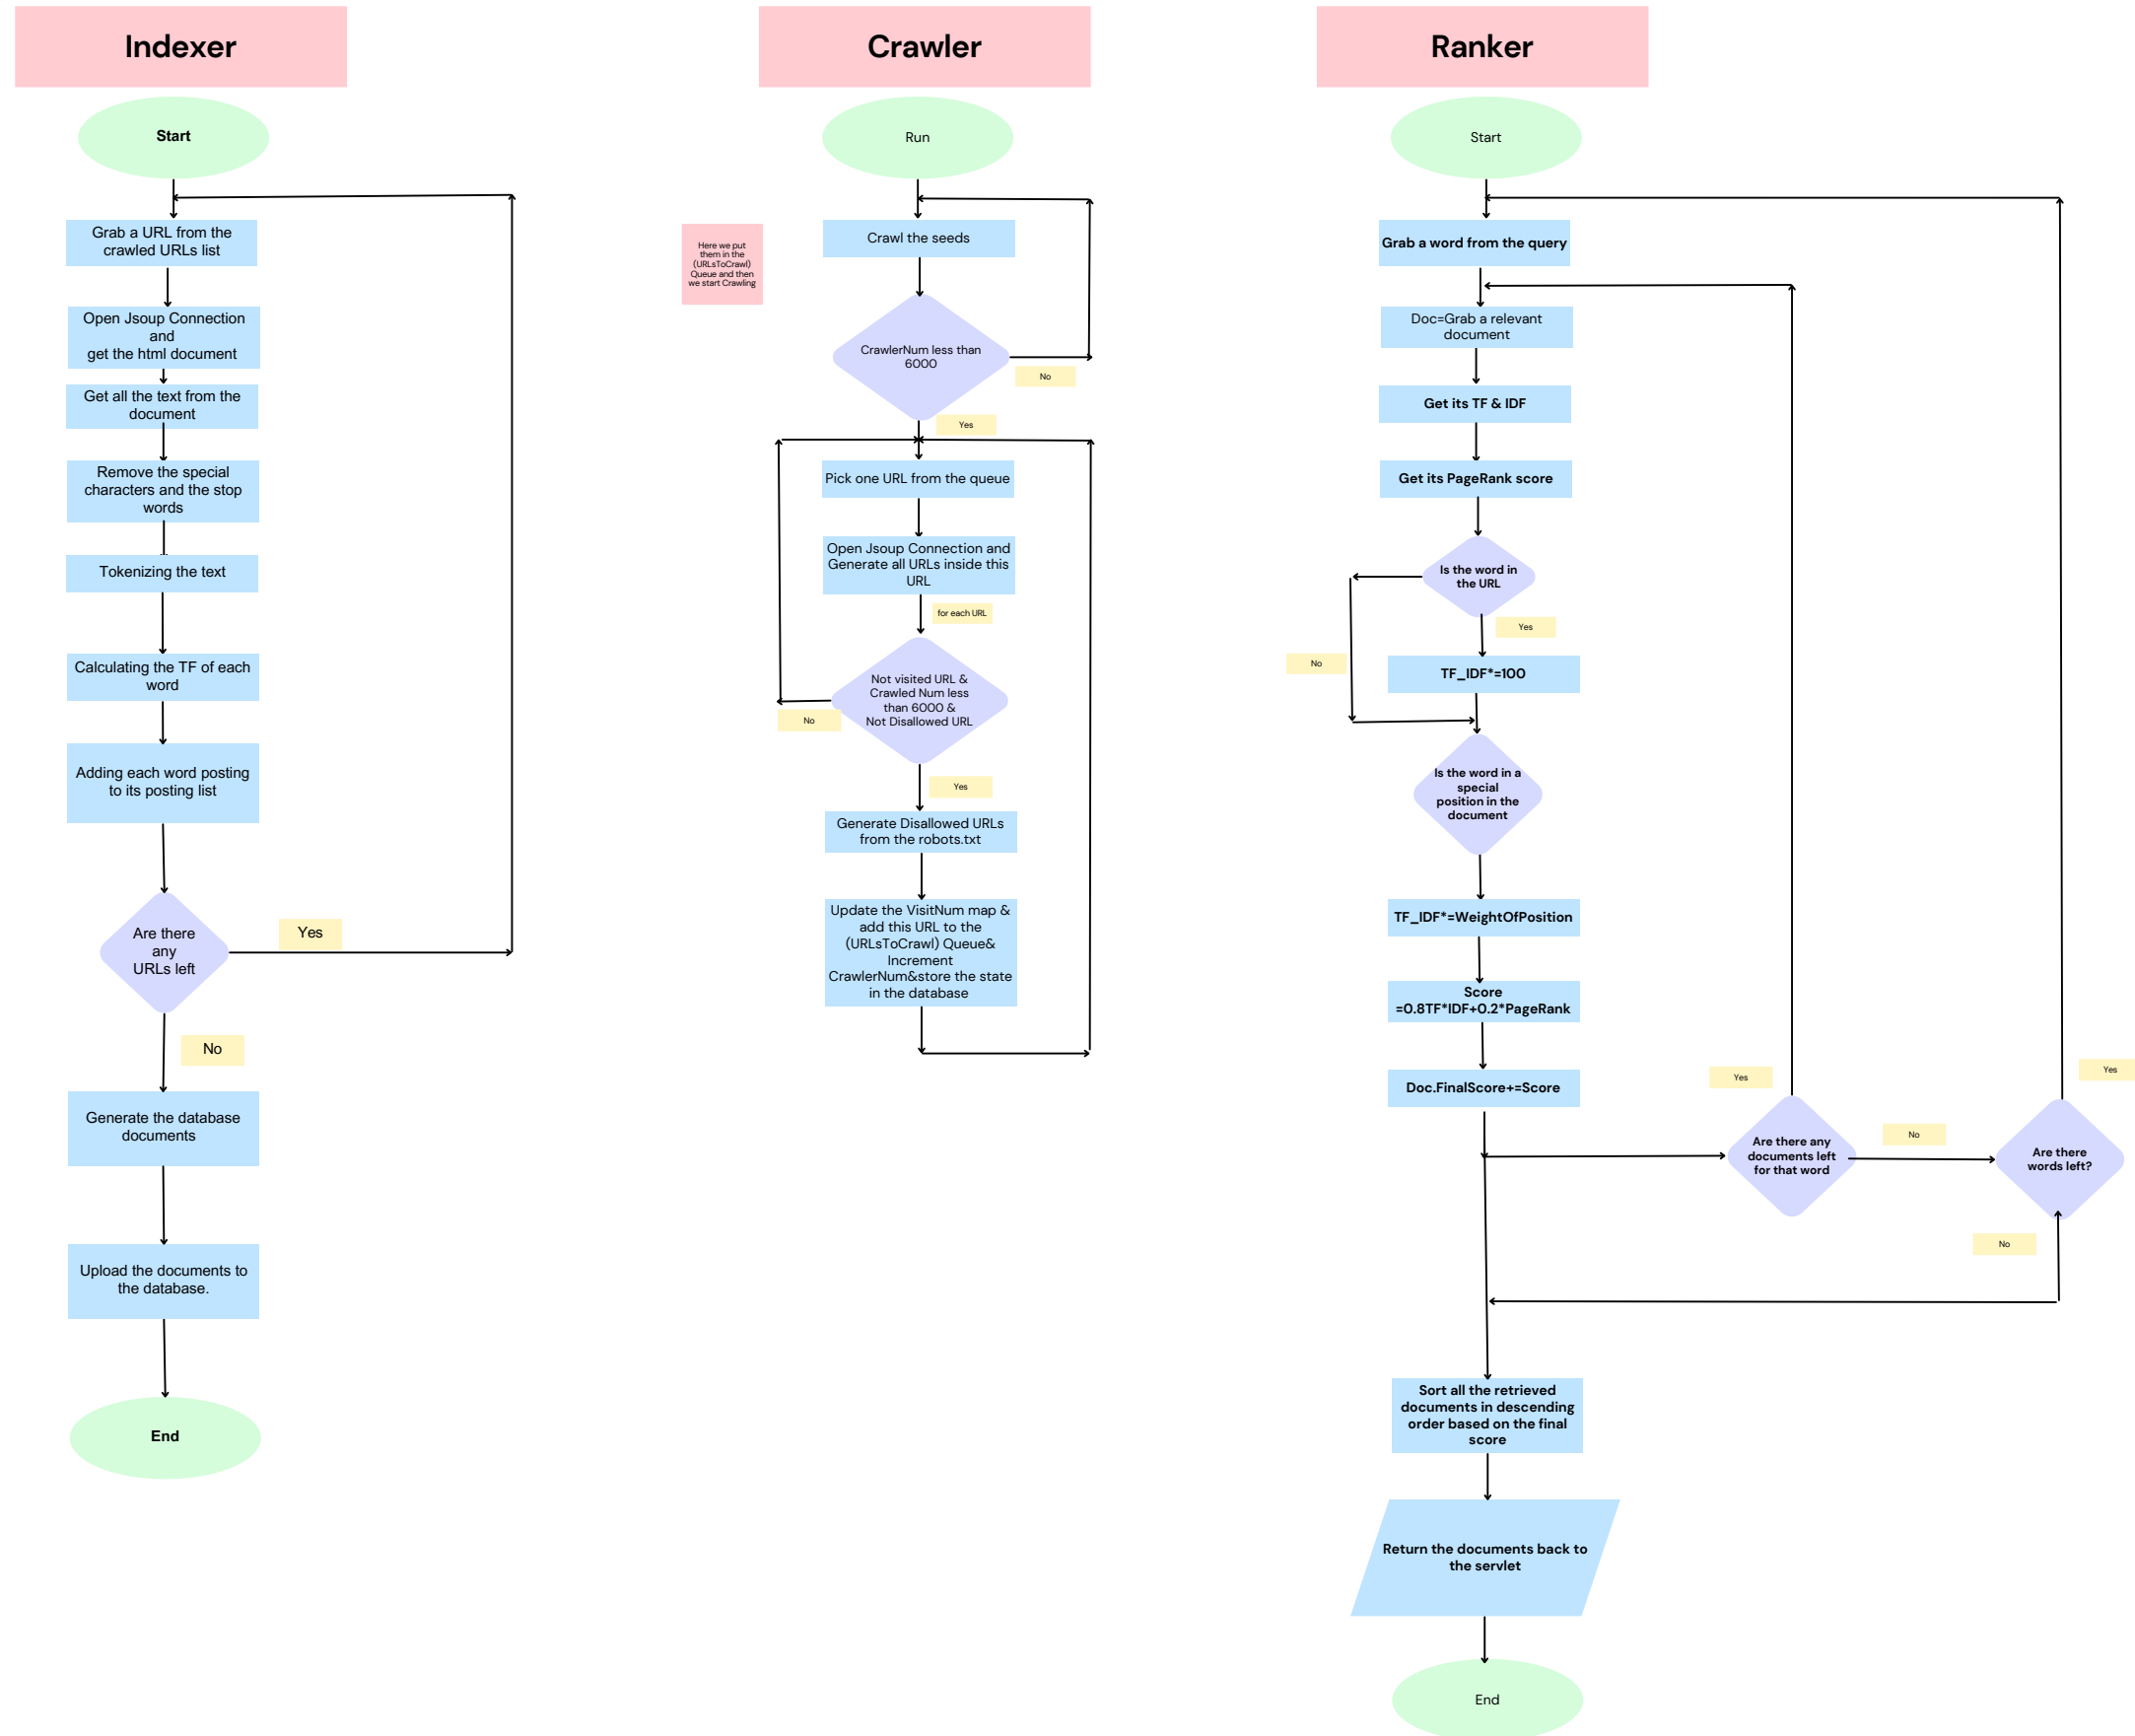 Indexer
Start
Grab a URL from the
crawled URLs list
Open Jsoup Connection
and
get the html document
Get all the text from the
document
Remove the special
characters and the stop
words
Tokenizing the text
Calculating the TF of each
word
Adding each word posting
to its posting list
Are there
any
URLs left
Yes
No
Generate the database
documents
Upload the documents to
the database.
End
Crawler
Run
Here we put
them in the
(URLsToCrawl)
Queue and then
we start Crawling
Crawl the seeds
CrawlerNum less than
6000
No
Yes
Pick one URL from the queue
Open Jsoup Connection and
Generate all URLs inside this
URL
for each URL
Not visited URL &
Crawled Num less
than 6000 &
Not Disallowed URL
No
Yes
Generate Disallowed URLs
from the robots.txt
Update the VisitNum map &
add this URL to the
(URLsToCrawl) Queue&
Increment
CrawlerNum&store the state
in the database
Ranker
Start
Grab a word from the query
Doc=Grab a relevant
document
Get its TF & IDF
Get its PageRank score
Is the word in
the URL
Yes
No
TF_IDF*=100
Is the word in a
special
position in the
document
TF_IDF*=WeightOfPosition
Score
=0.8TF*IDF+0.2*PageRank
Doc.FinalScore+=Score
Yes
Are there any
documents left
for that word
No
Yes
Are there
words left?
No
Sort all the retrieved
documents in descending
order based on the final
score
Return the documents back to
the servlet
End